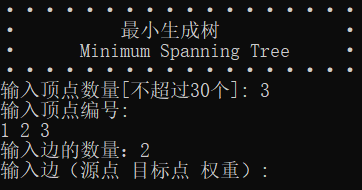 最小生成树
Minimum Spanning Tree
输入顶点数量[不超过30个]: 3
输入顶点编号:
1 2 3
输入边的数量：2
输入边（源点 目标点 权重）: